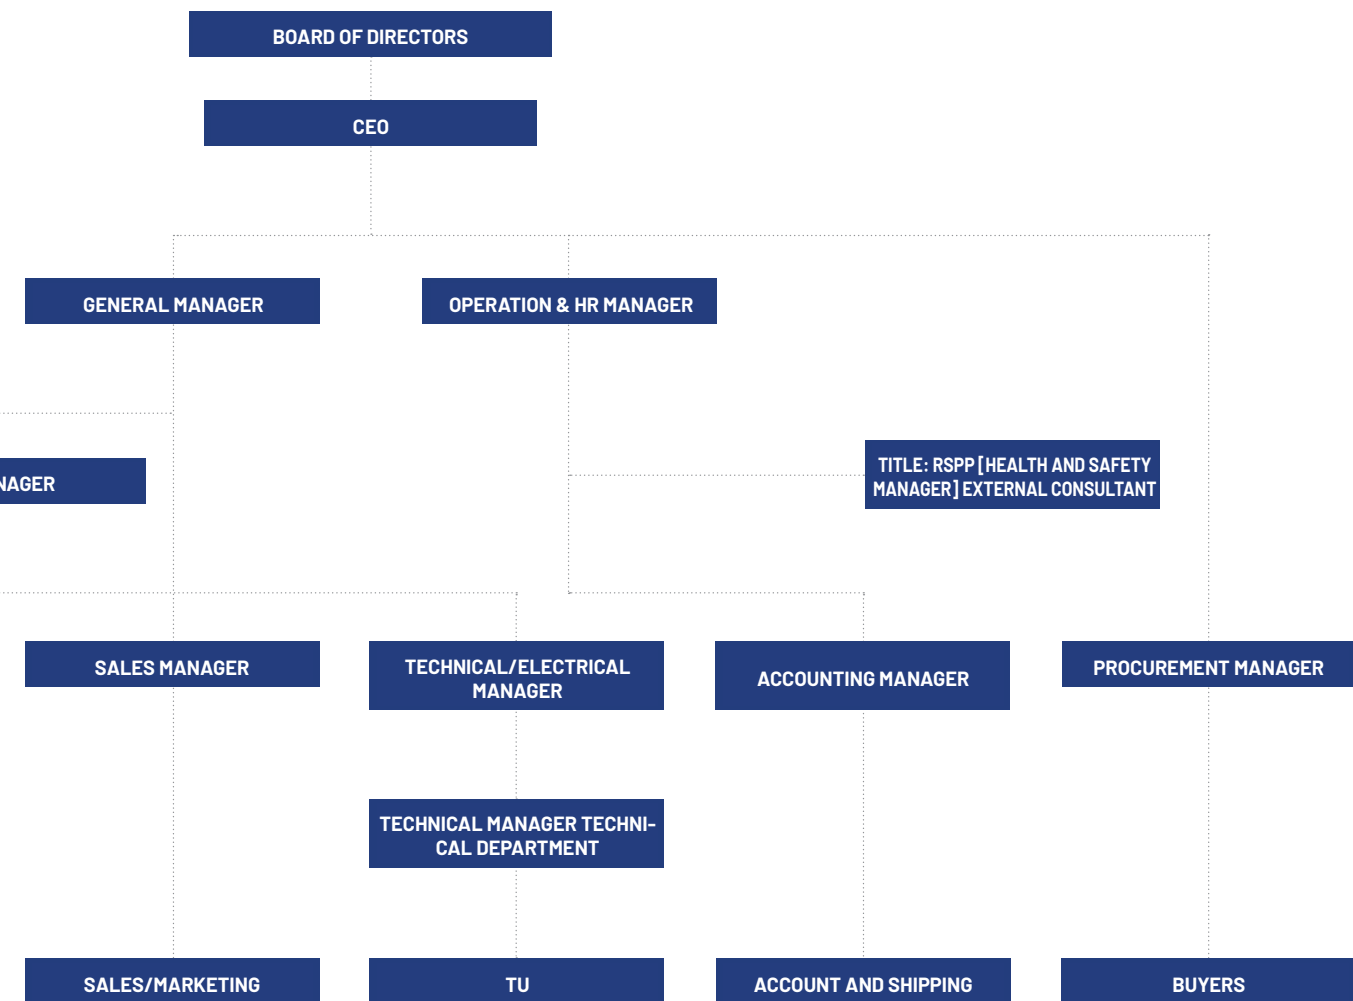 BOARD OF DIRECTORS
CEO
GENERAL MANAGER
OPERATION & HR MANAGER
TITLE: RSPP [HEALTH AND SAFETY
MANAGER] EXTERNAL CONSULTANT
NAGER
SALES MANAGER
TECHNICAL/ELECTRICAL
MANAGER
ACCOUNTING MANAGER
PROCUREMENT MANAGER
TECHNICAL MANAGER TECHNI-
CAL DEPARTMENT
SALES/MARKETING
TU
ACCOUNT AND SHIPPING
BUYERS